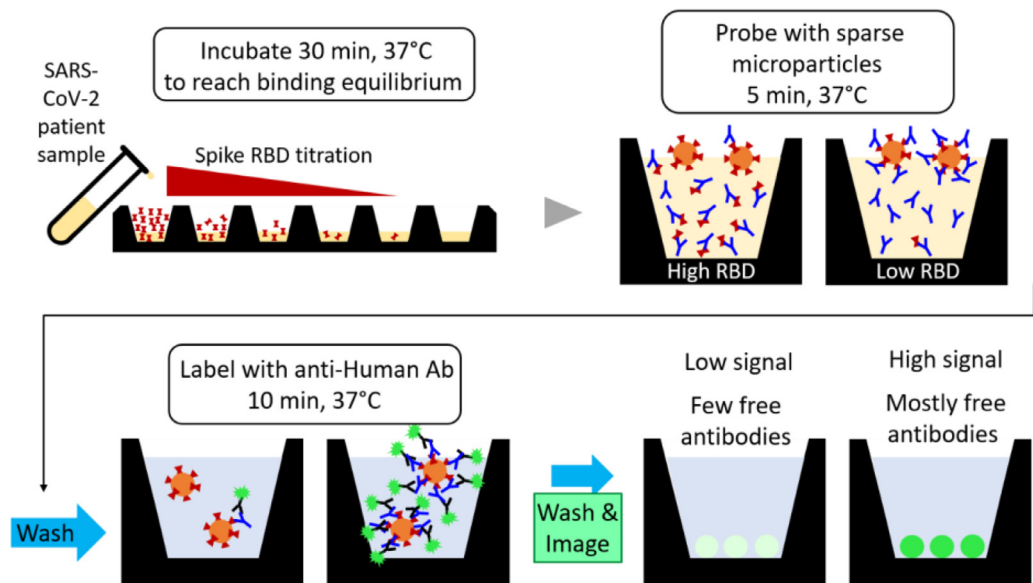 Incubate 30 min, 37°C
to reach binding equilibrium
SARS-
CoV-2
patient
sample
Spike RBD titration
Probe with sparse
microparticles
5 min, 37°C
High RBD
Low RBD
Label with anti-Human Ab
10 min, 37°C
Wash
Wash &
Image
Low signal
Few free
antibodies
High signal
Mostly free
antibodies